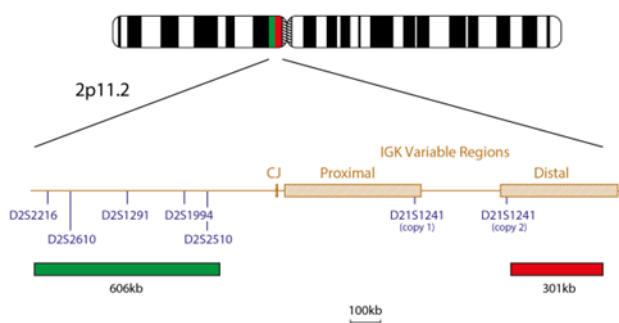 2p11.2
IGK Variable Regions
CJ
Proximal
Distal
D2S2216
D2S1291
D2S1994
D21S1241
D21S1241
(copy 1)
(copy 2)
D2S2610
D2S2510
606kb
301kb
100kb